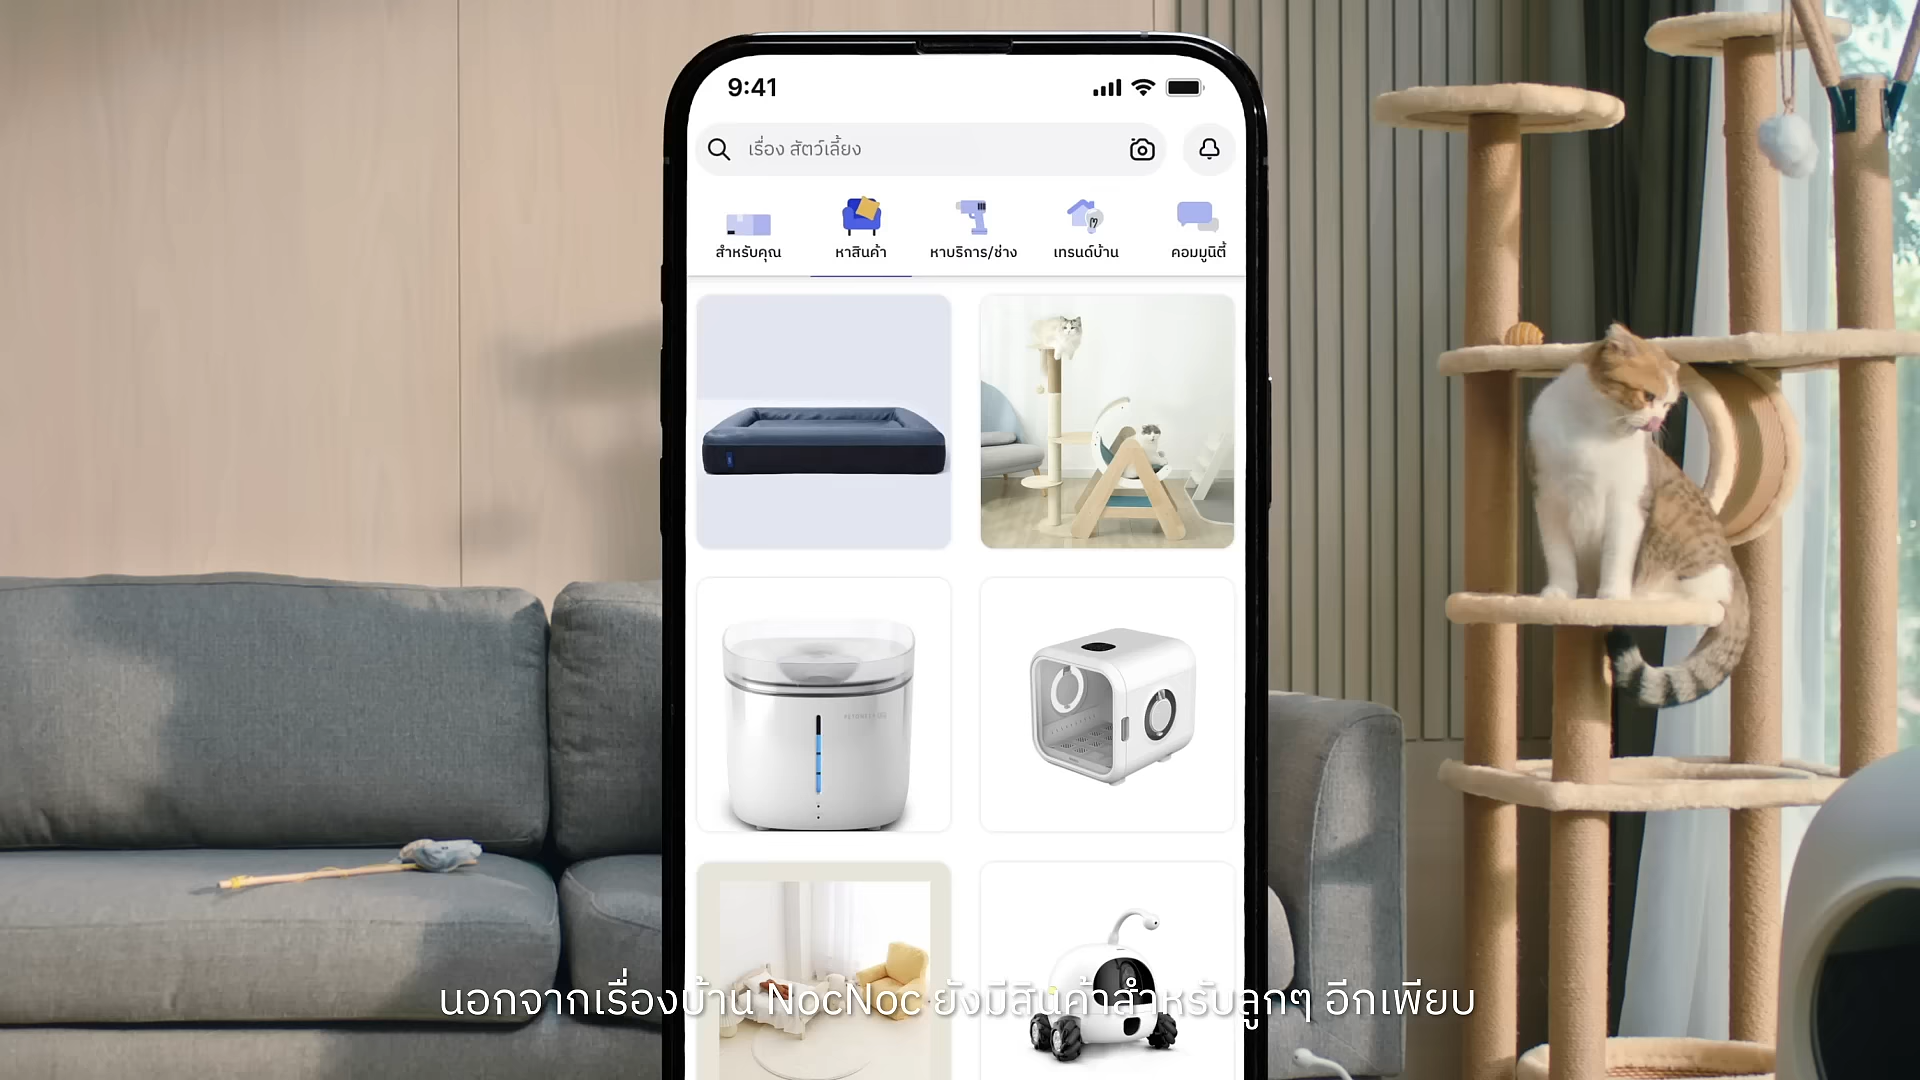 9:41
เรื่อง สัตว์เลี้ยง
สำหรับคุณ
หาสินค้า
หาบริการ/ช่าง
เทรนด์บ้าน
คอมมูนิตี้
นอกจากเรื่องบ้าน NocNoc ยังมีสินค้าสำหรับลูกๆ อีกเพียบ